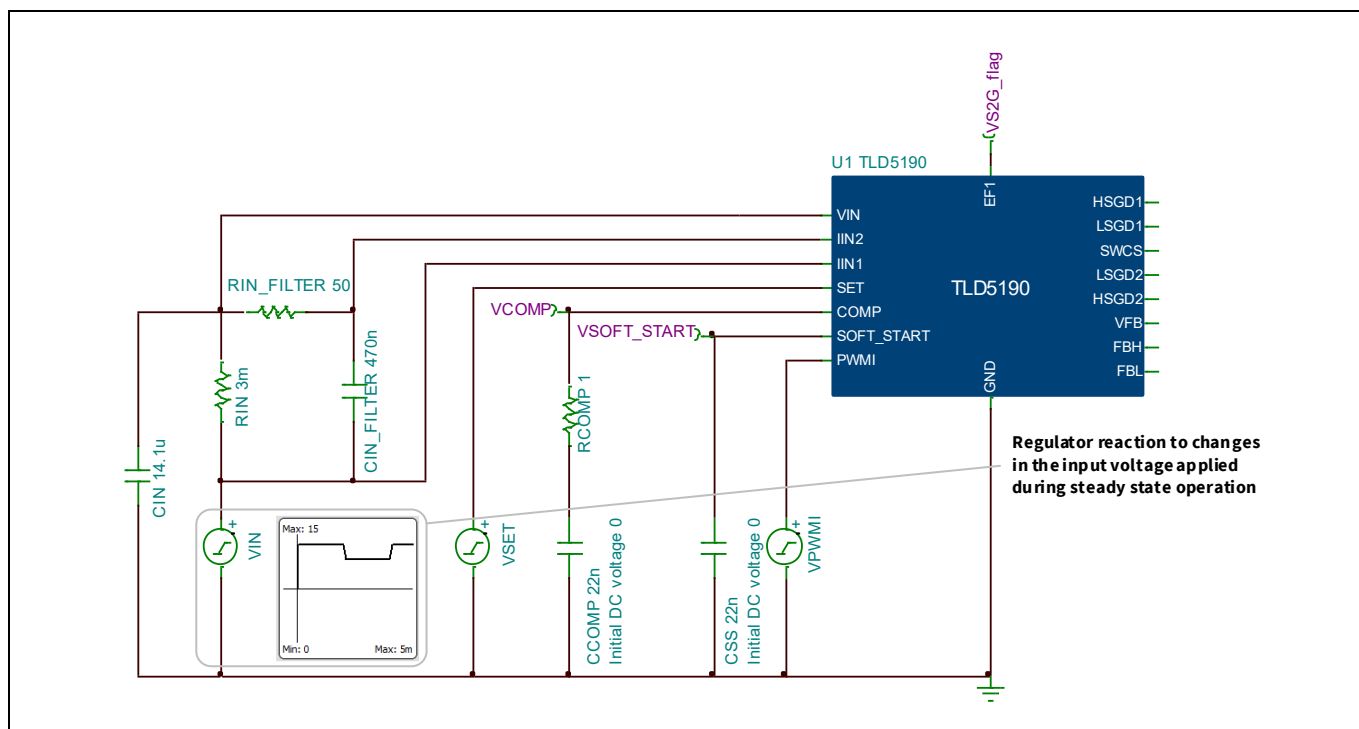 VS2G_flag
U1 TLD5190
EF1
VIN
IIN2
IIN1
SET
COMP
SOFT_START
PWMI
TLD5190
HSGD1
LSGD1
SWCS
LSGD2
HSGD2
VFB
FBH
FBL
GND
RIN_FILTER 50
VCOMP
VSOFT_START
RIN 3m
CIN_FILTER 470n
RCOMP 1
CIN 14.1u
Regulator reaction to changes
in the input voltage applied
during steady state operation
+
VIN
Max: 15
Min: 0
Max: 5m
+
VSET
CCOMP 22n
Initial DC voltage 0
CSS 22n
Initial DC voltage 0
+
VPWMI